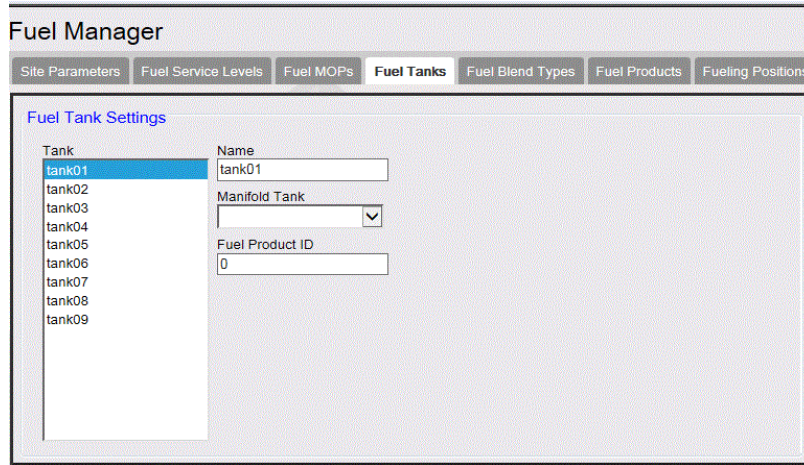 Fuel Manager
Site Parameters Fuel Service Levels Fuel MOPs Fuel Tanks Fuel Blend Types Fuel Products Fueling Positions
Fuel Tank Settings
Tank Name
tank01 tank01
tank02
Manifold Tank
tank03
tank04
tank05 Fuel Product ID
tank06 0
tank07
tank08
tank09